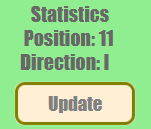 Statistics
Position: 11
Direction: l
Update